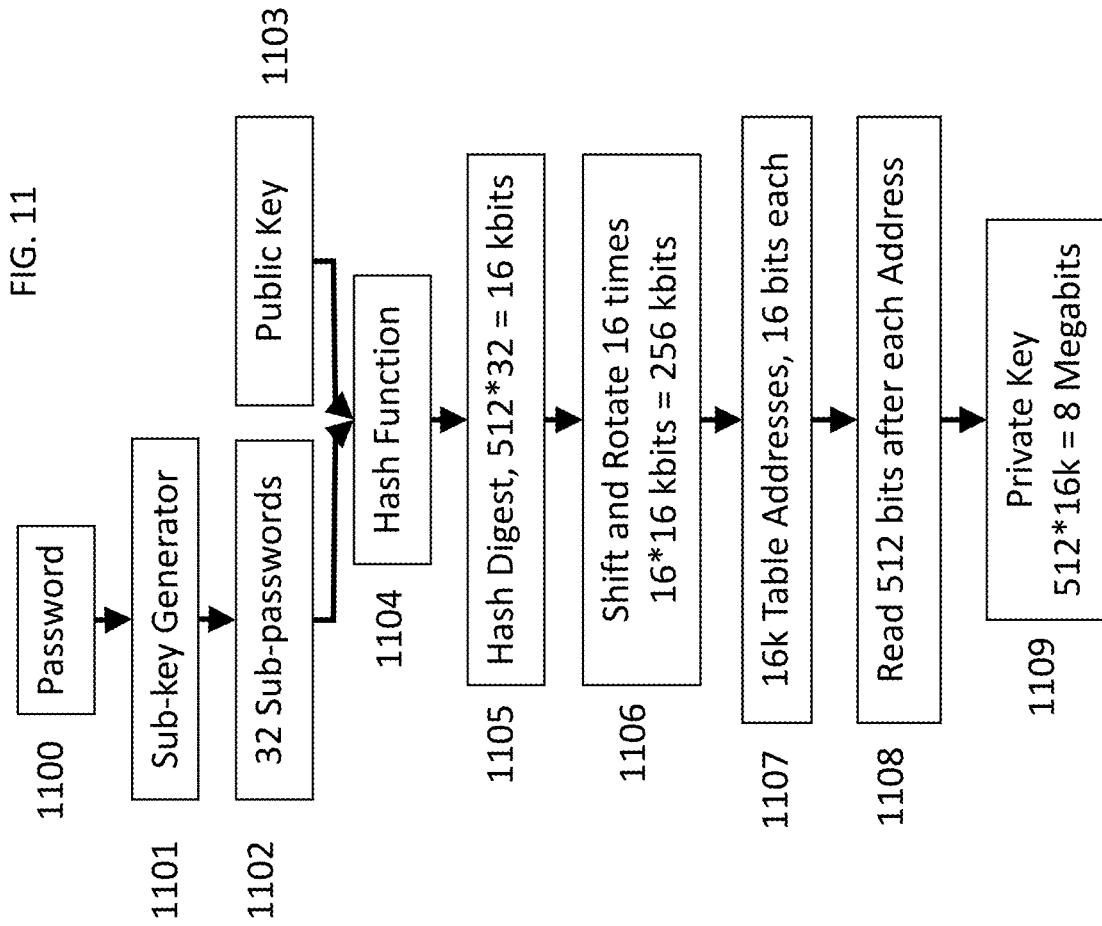 FIG. 11
1100
Password
1101
Sub-key Generator
1102
32 Sub-passwords
Public Key
1103
1104
Hash Function
1105
Hash Digest, 512*32 = 16 kbits
1106
Shift and Rotate 16 times
16*16 kbits = 256 kbits
1107
16k Table Addresses, 16 bits each
1108
Read 512 bits after each Address
1109
Private Key
512*16k = 8 Megabits